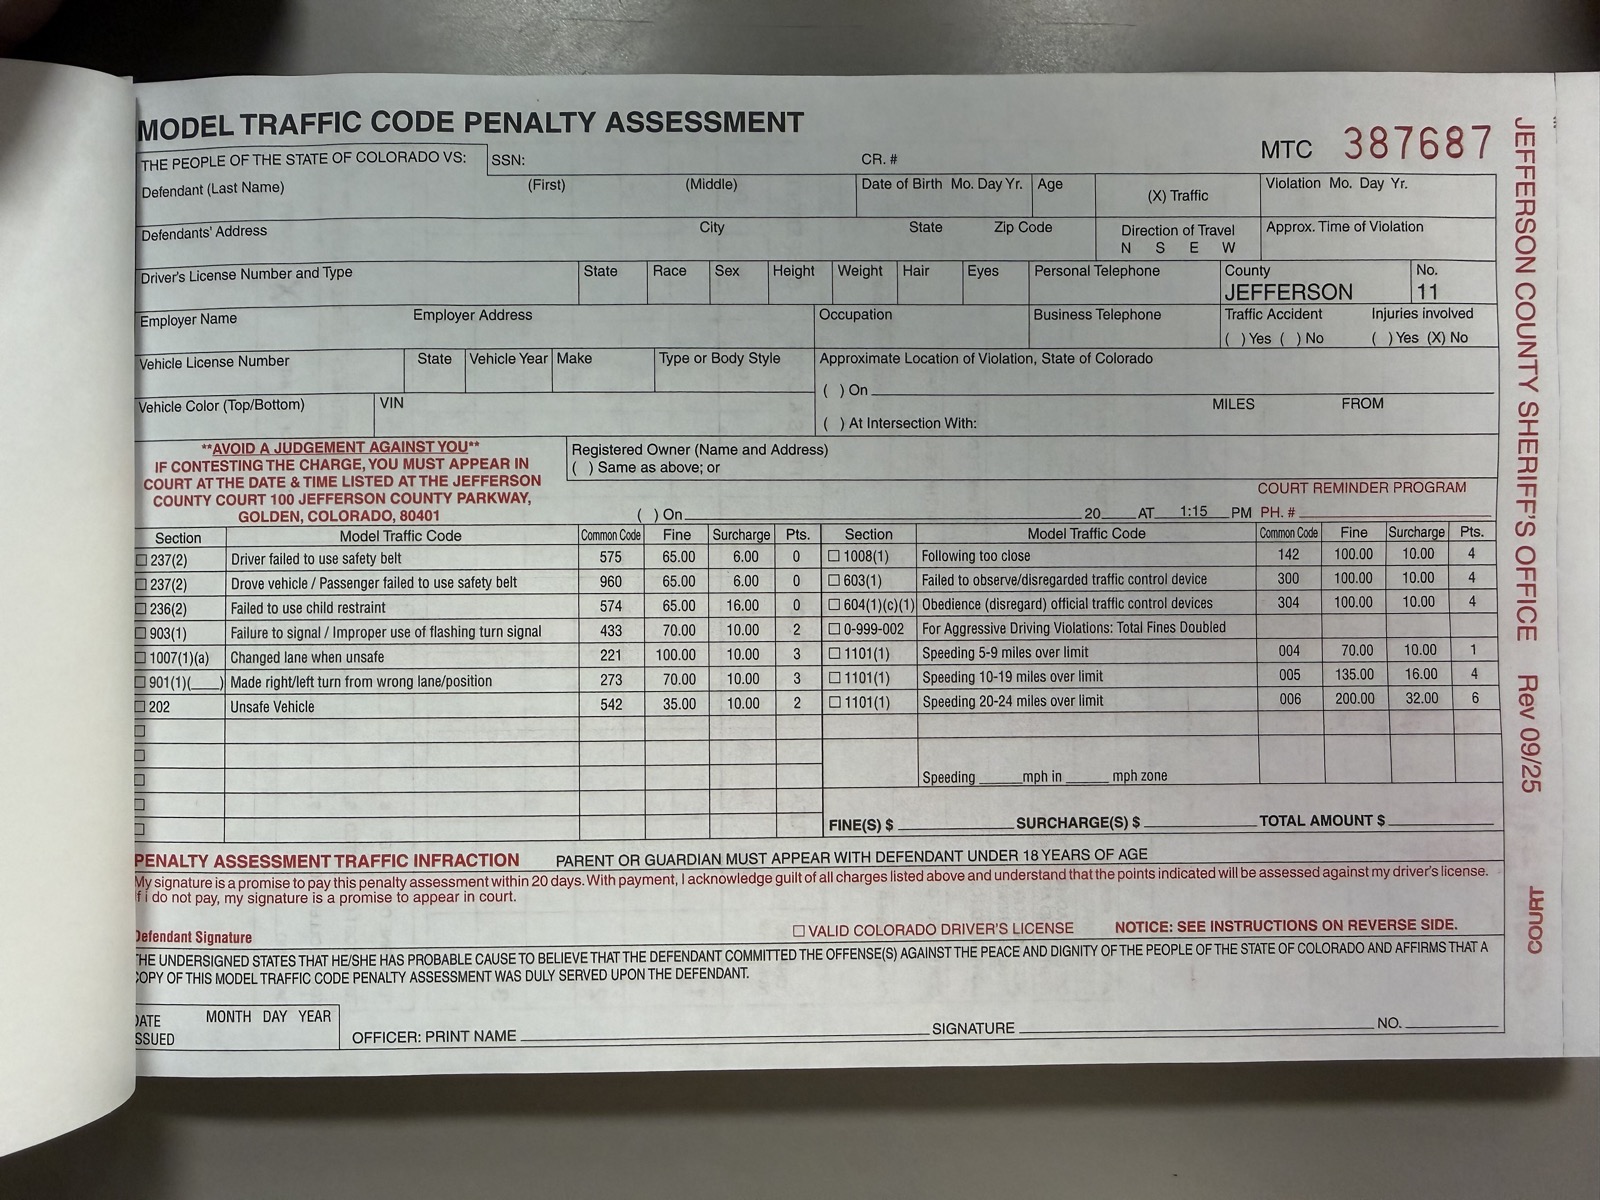 MODEL TRAFFIC CODE PENALTY ASSESSMENT
MTC 387687
THE PEOPLE OF THE STATE OF COLORADO VS: SSN: CR. #
Defendant (Last Name) (First) (Middle) Date of Birth Mo. Day Yr. Age (X) Traffic Violation Mo. Day Yr.
Defendants' Address City State Zip Code Direction of Travel Approx. Time of Violation
N S E W
Driver's License Number and Type State Race Sex Height Weight Hair Eyes Personal Telephone County No.
JEFFERSON 11
Employer Name Employer Address Occupation Business Telephone Traffic Accident Injuries involved
( ) Yes ( ) No ( ) Yes (X) No
Vehicle License Number State Vehicle Year Make Type or Body Style Approximate Location of Violation, State of Colorado
( ) On
Vehicle Color (Top/Bottom) VIN MILES FROM
( ) At Intersection With:
**AVOID A JUDGEMENT AGAINST YOU**
IF CONTESTING THE CHARGE, YOU MUST APPEAR IN
COURT AT THE DATE & TIME LISTED AT THE JEFFERSON
COUNTY COURT 100 JEFFERSON COUNTY PARKWAY,
GOLDEN, COLORADO, 80401
Registered Owner (Name and Address)
( ) Same as above; or
COURT REMINDER PROGRAM
( ) On 20 AT 1:15 PM PH. #
Section Model Traffic Code Common Code Fine Surcharge Pts. Section Model Traffic Code Common Code Fine Surcharge Pts.
237(2) Driver failed to use safety belt 575 65.00 6.00 0 1008(1) Following too close 142 100.00 10.00 4
237(2) Drove vehicle / Passenger failed to use safety belt 960 65.00 6.00 0 603(1) Failed to observe/disregarded traffic control device 300 100.00 10.00 4
236(2) Failed to use child restraint 574 65.00 16.00 0 604(1)(c)(1) Obedience (disregard) official traffic control devices 304 100.00 10.00 4
903(1) Failure to signal / Improper use of flashing turn signal 433 70.00 10.00 2 0-999-002 For Aggressive Driving Violations: Total Fines Doubled
1007(1)(a) Changed lane when unsafe 221 100.00 10.00 3 1101(1) Speeding 5-9 miles over limit 004 70.00 10.00 1
901(1)(____) Made right/left turn from wrong lane/position 273 70.00 10.00 3 1101(1) Speeding 10-19 miles over limit 005 135.00 16.00 4
202 Unsafe Vehicle 542 35.00 10.00 2 1101(1) Speeding 20-24 miles over limit 006 200.00 32.00 6
Speeding _____ mph in _____ mph zone
FINE(S) $ SURCHARGE(S) $ TOTAL AMOUNT $
PENALTY ASSESSMENT TRAFFIC INFRACTION PARENT OR GUARDIAN MUST APPEAR WITH DEFENDANT UNDER 18 YEARS OF AGE
My signature is a promise to pay this penalty assessment within 20 days. With payment, I acknowledge guilt of all charges listed above and understand that the points indicated will be assessed against my driver's license.
If i do not pay, my signature is a promise to appear in court.
Defendant Signature VALID COLORADO DRIVER'S LICENSE NOTICE: SEE INSTRUCTIONS ON REVERSE SIDE.
THE UNDERSIGNED STATES THAT HE/SHE HAS PROBABLE CAUSE TO BELIEVE THAT THE DEFENDANT COMMITTED THE OFFENSE(S) AGAINST THE PEACE AND DIGNITY OF THE PEOPLE OF THE STATE OF COLORADO AND AFFIRMS THAT A
COPY OF THIS MODEL TRAFFIC CODE PENALTY ASSESSMENT WAS DULY SERVED UPON THE DEFENDANT.
DATE MONTH DAY YEAR
ISSUED
OFFICER: PRINT NAME SIGNATURE NO.
JEFFERSON COUNTY SHERIFF'S OFFICE Rev 09/25
COURT